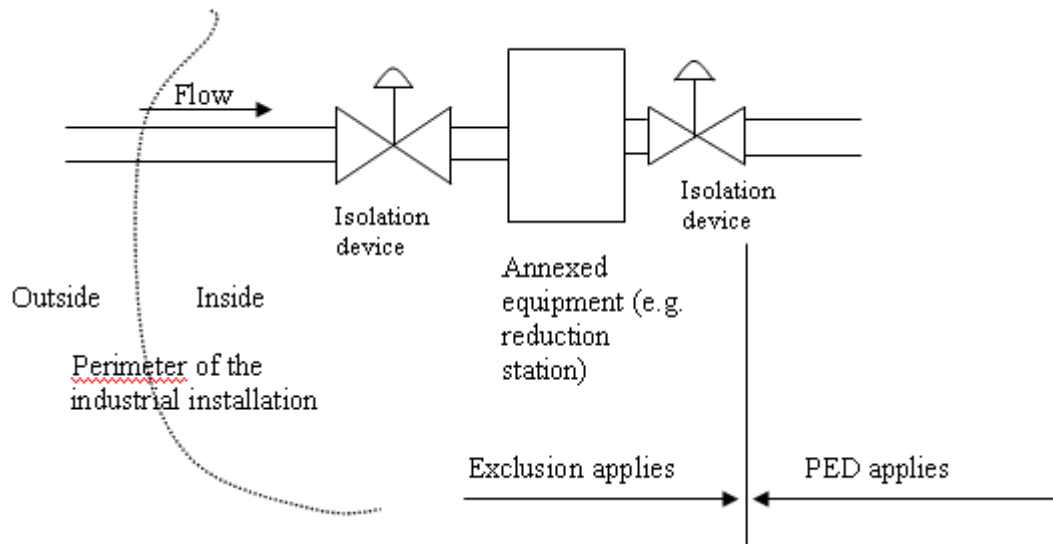 Flow
Isolation
device
Isolation
device
Annexed
equipment (e.g.
reduction
station)
Outside
Inside
Perimeter of the
industrial installation
Exclusion applies
PED applies